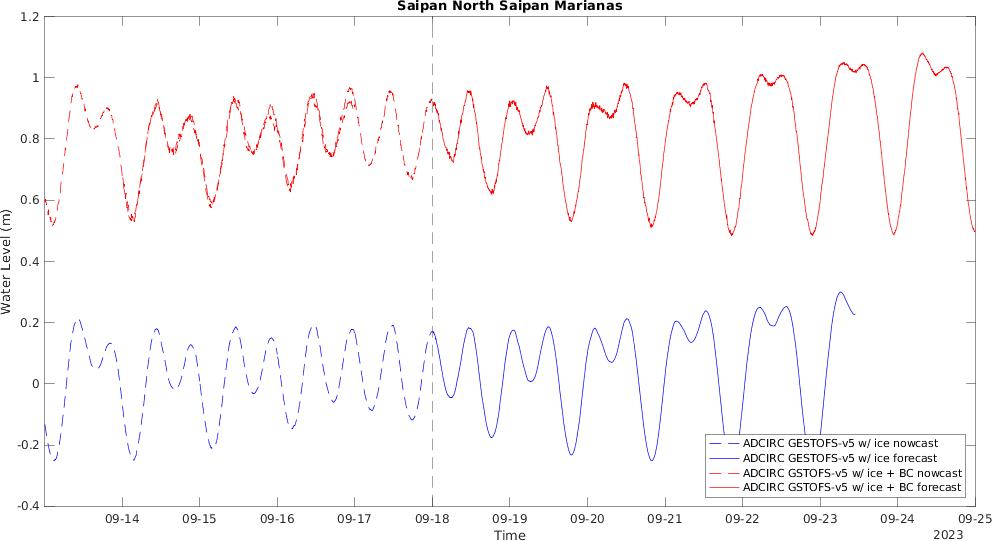 Saipan North Saipan Marianas
1.2
1
0.8
0.6
0.4
0.2
0
-0.2
-0.4
Water Level (m)
ADCIRC GESTOFS-v5 w/ ice nowcast
ADCIRC GESTOFS-v5 w/ ice forecast
ADCIRC GSTOFS-v5 w/ ice + BC nowcast
ADCIRC GSTOFS-v5 w/ ice + BC forecast
09-14 09-15 09-16 09-17 09-18 09-19 09-20 09-21 09-22 09-23 09-24 09-25
Time
2023